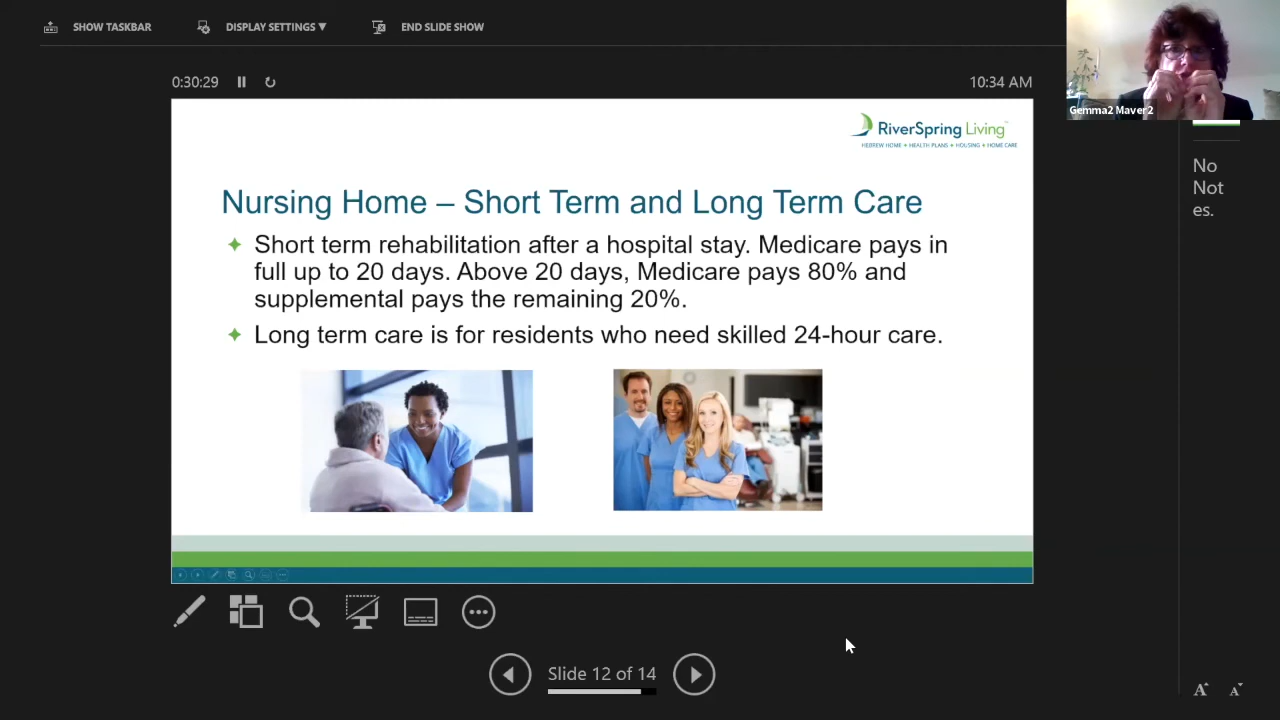 SHOW TASKBAR
DISPLAY SETTINGS ▼
END SLIDE SHOW
0:30:29
10:34 AM
Gemma2 Maver2
RiverSpring Living™
HEBREW HOME • HEALTH PLANS • HOUSING • HOME CARE
No
Not
es.
Nursing Home – Short Term and Long Term Care
Short term rehabilitation after a hospital stay. Medicare pays in
full up to 20 days. Above 20 days, Medicare pays 80% and
supplemental pays the remaining 20%.
Long term care is for residents who need skilled 24-hour care.
Slide 12 of 14
A A